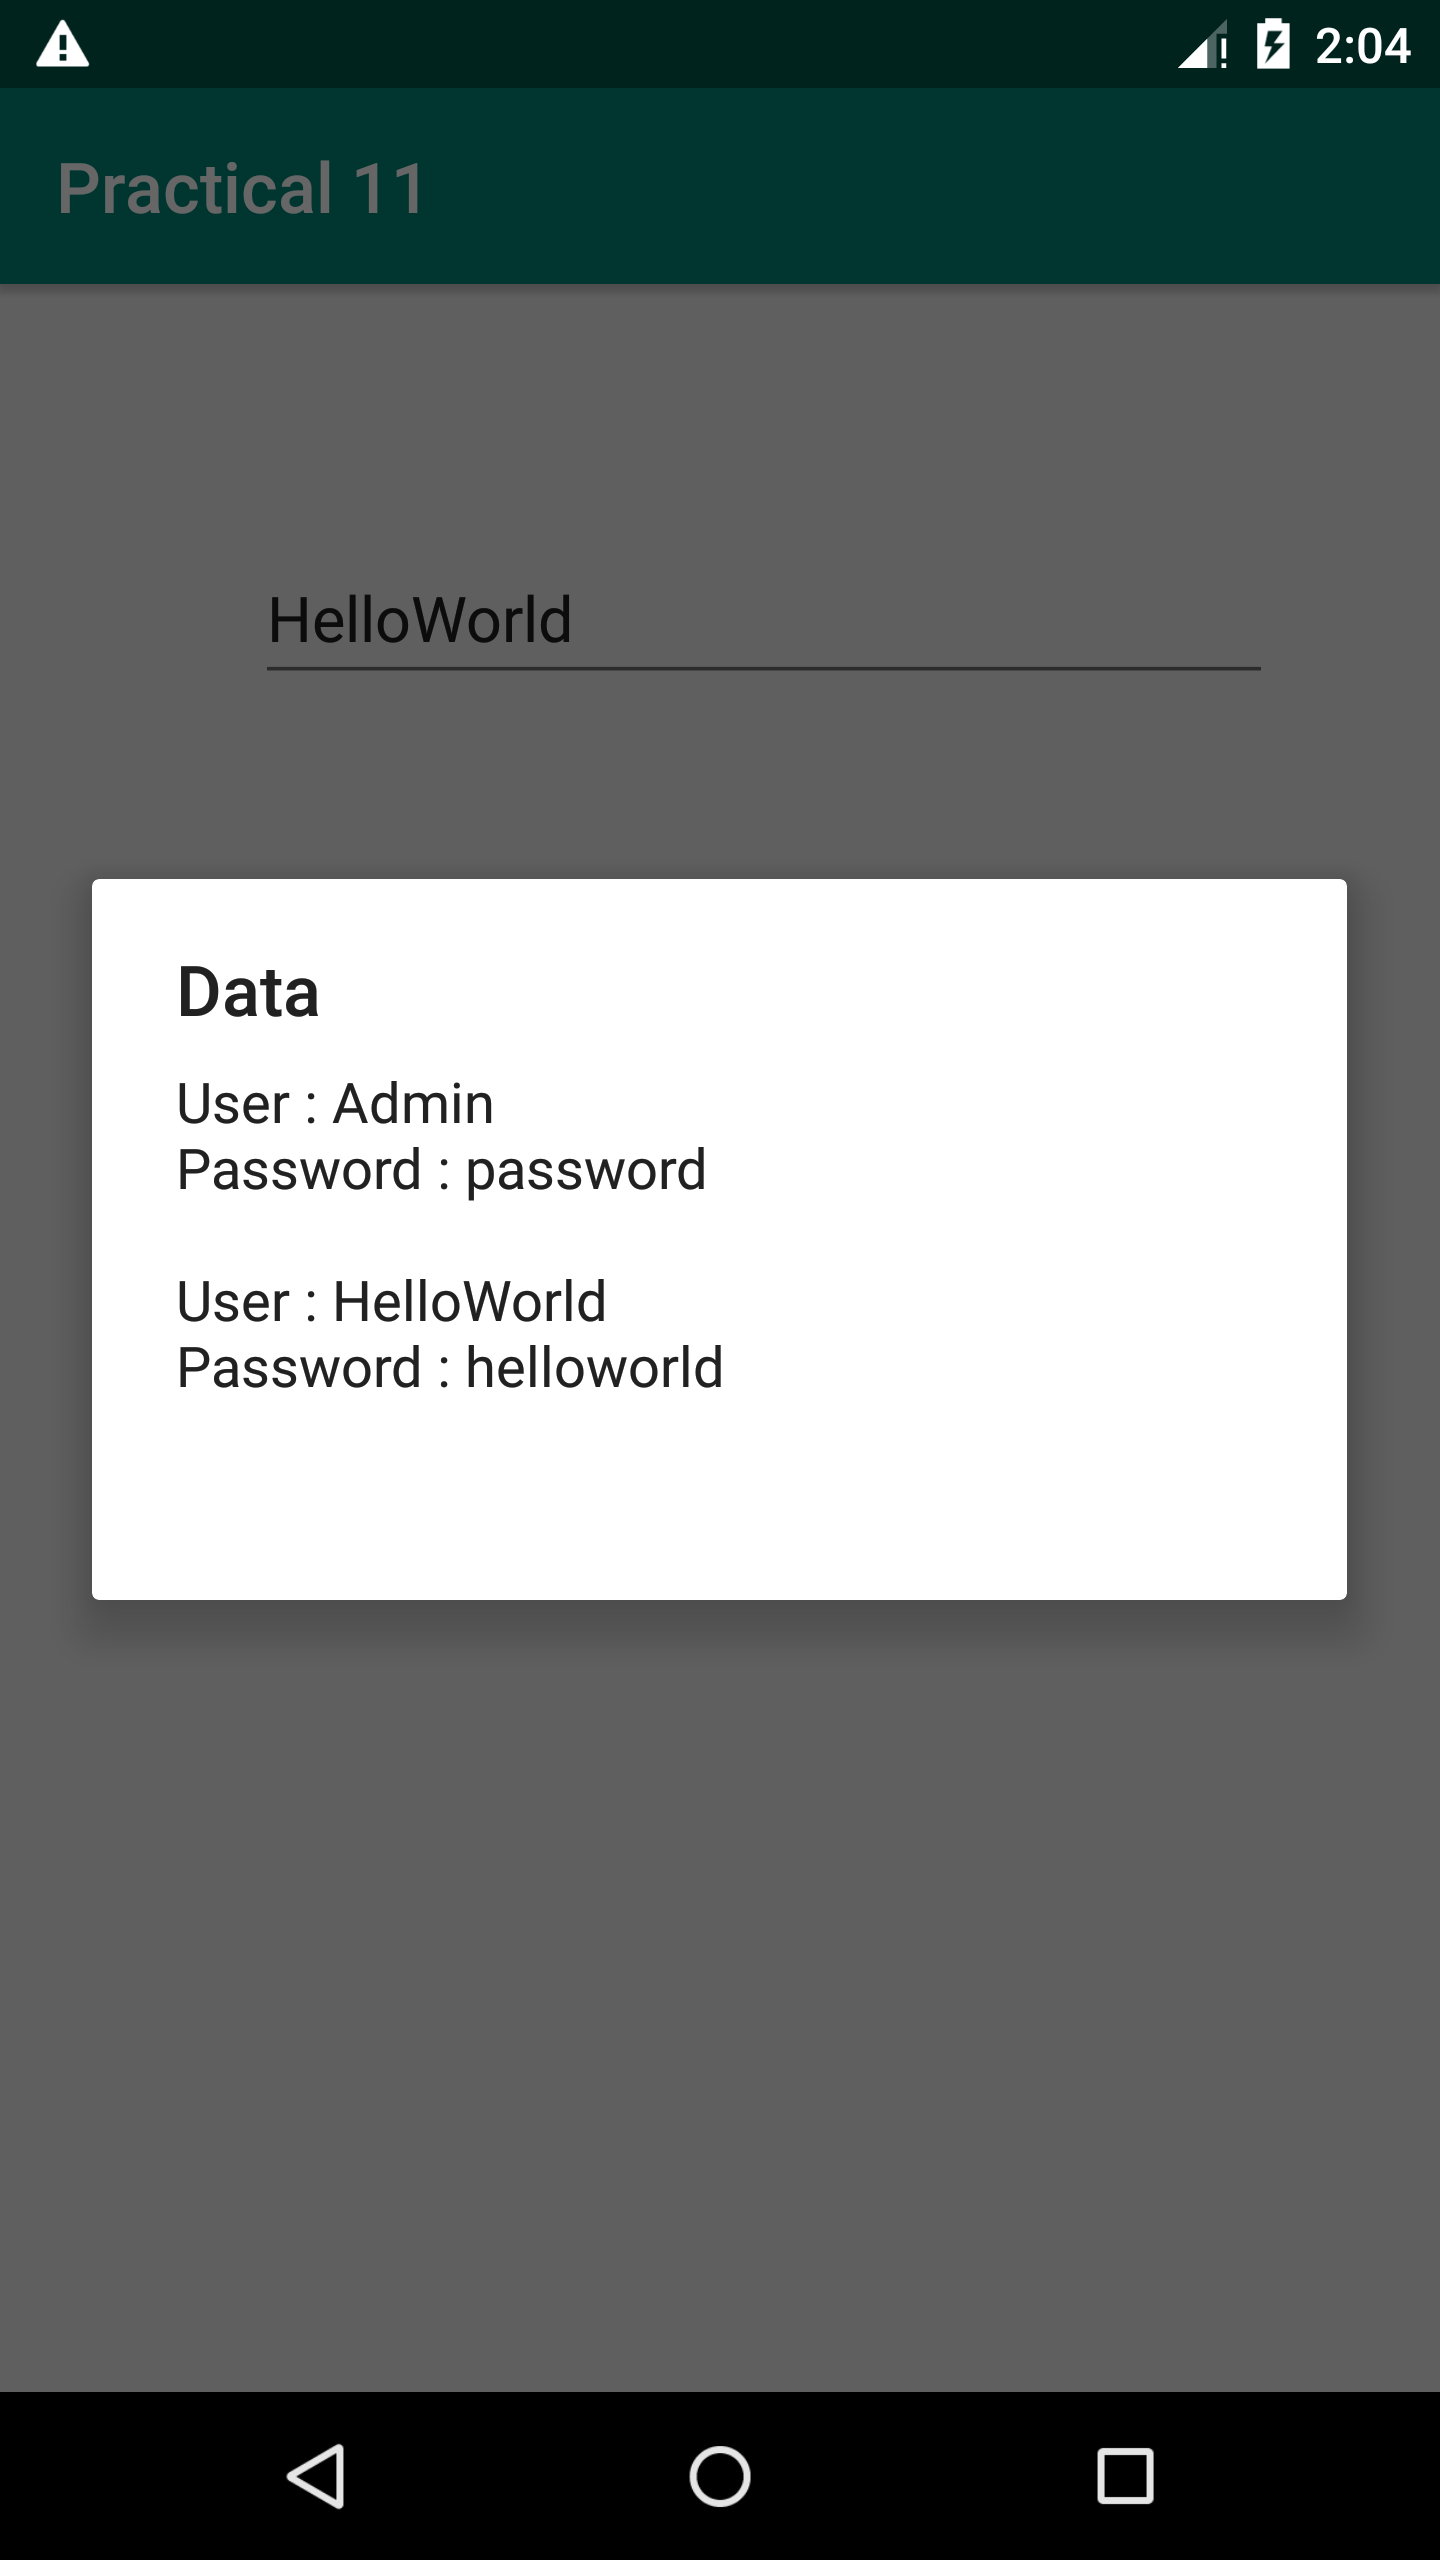 2:04
Practical 11
HelloWorld
Data
User : Admin
Password : password
User : HelloWorld
Password : helloworld